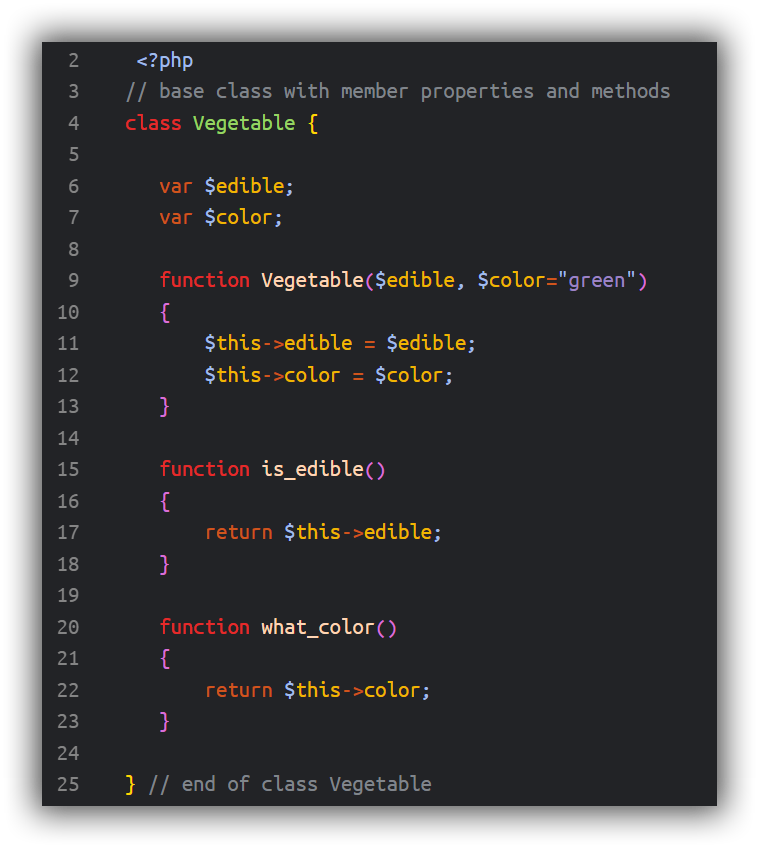 2 <?php
3 // base class with member properties and methods
4 class Vegetable {
5
6 var $edible;
7 var $color;
8
9 function Vegetable($edible, $color="green")
10 {
11 $this->edible = $edible;
12 $this->color = $color;
13 }
14
15 function is_edible()
16 {
17 return $this->edible;
18 }
19
20 function what_color()
21 {
22 return $this->color;
23 }
24
25 } // end of class Vegetable